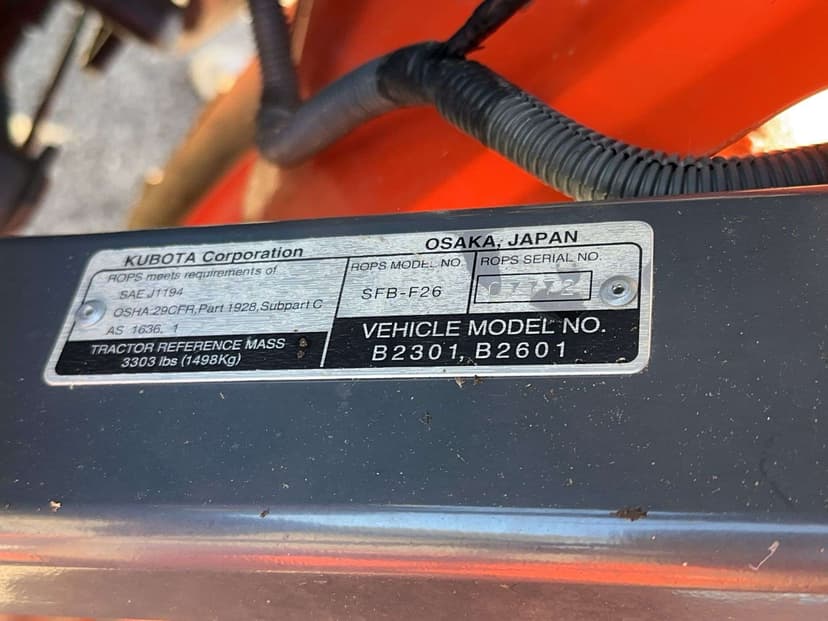 KUBOTA Corporation
OSAKA, JAPAN
ROPS meets requirements of
SAE J1194
OSHA:29CFR,Part 1928,Subpart C
AS 1636. 1
TRACTOR REFERENCE MASS
3303 lbs (1498Kg)
ROPS MODEL NO.
SFB-F26
ROPS SERIAL NO.
VEHICLE MODEL NO.
B2301, B2601